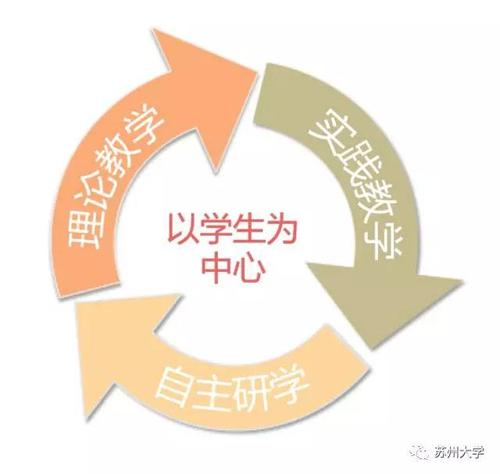 理论教学
实践教学
以学生为
中心
自主研学
苏州大学